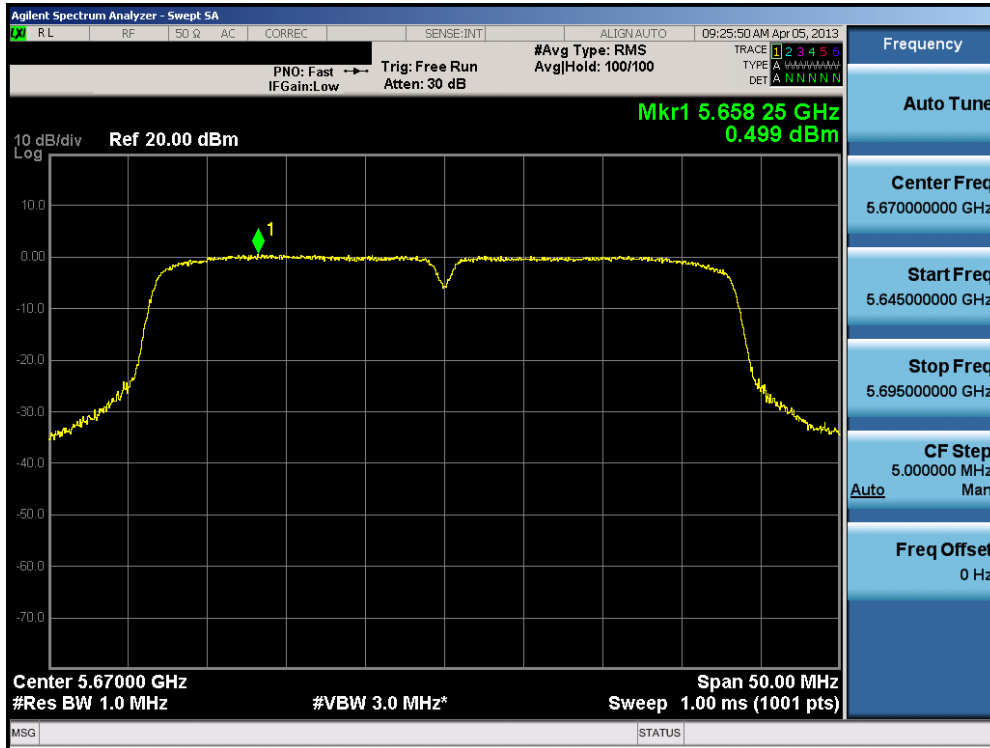 Agilent Spectrum Analyzer - Swept SA
LXI RL RF 50 Ω AC CORREC SENSE:INT ALIGN AUTO 09:25:50 AM Apr 05, 2013
PNO: Fast
IFGain:Low
Trig: Free Run
Atten: 30 dB
#Avg Type: RMS
Avg|Hold: 100/100
TRACE 1 2 3 4 5 6
TYPE A WWWWW
DET A N N N N N
Mkr1 5.658 25 GHz
0.499 dBm
10 dB/div
Log
Ref 20.00 dBm
1
10.0
0.00
-10.0
-20.0
-30.0
-40.0
-50.0
-60.0
-70.0
Center 5.67000 GHz
#Res BW 1.0 MHz
#VBW 3.0 MHz*
Span 50.00 MHz
Sweep 1.00 ms (1001 pts)
MSG
STATUS
Frequency
Auto Tune
Center Freq
5.670000000 GHz
Start Freq
5.645000000 GHz
Stop Freq
5.695000000 GHz
CF Step
5.000000 MHz
Auto Man
Freq Offset
0 Hz